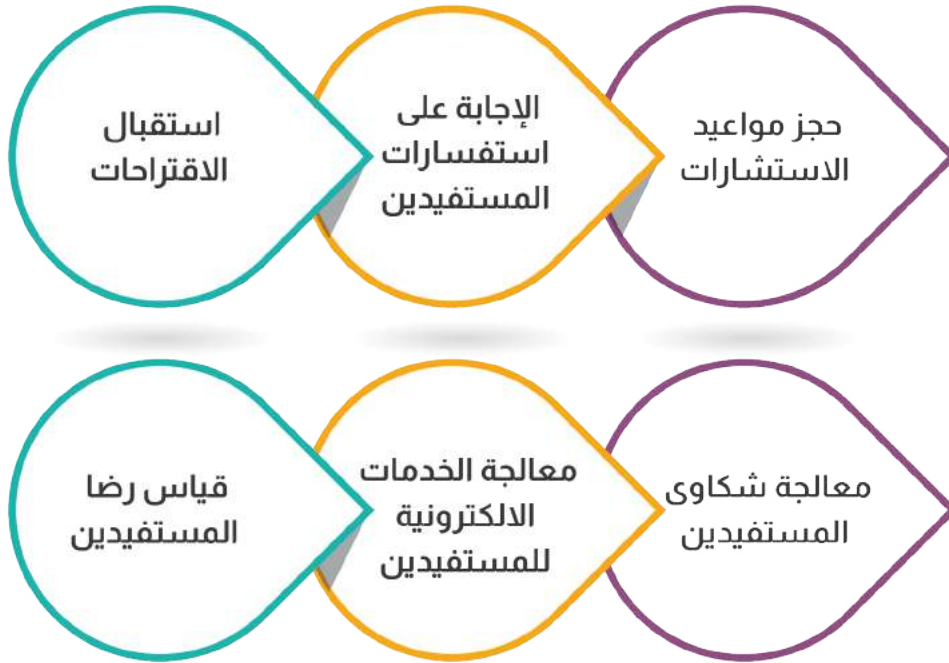 حجز مواعيد
الاستشارات
الإجابة على
استفسارات
المستفيدين
استقبال
الاقتراحات
معالجة شكاوى
المستفيدين
معالجة الخدمات
الالكترونية
للمستفيدين
قياس رضا
المستفيدين